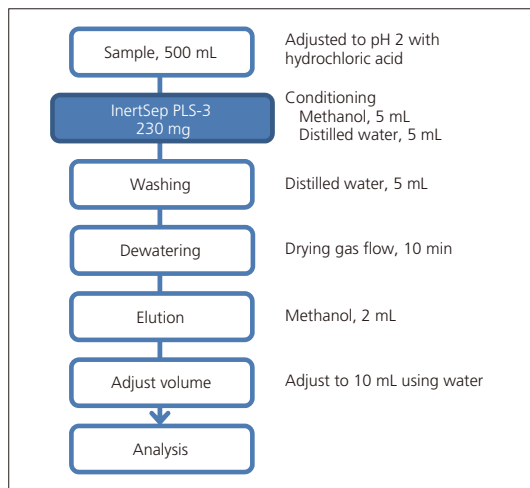 Sample, 500 mL
Adjusted to pH 2 with
hydrochloric acid
InertSep PLS-3
230 mg
Conditioning
Methanol, 5 mL
Distilled water, 5 mL
Washing
Distilled water, 5 mL
Dewatering
Drying gas flow, 10 min
Elution
Methanol, 2 mL
Adjust volume
Adjust to 10 mL using water
Analysis